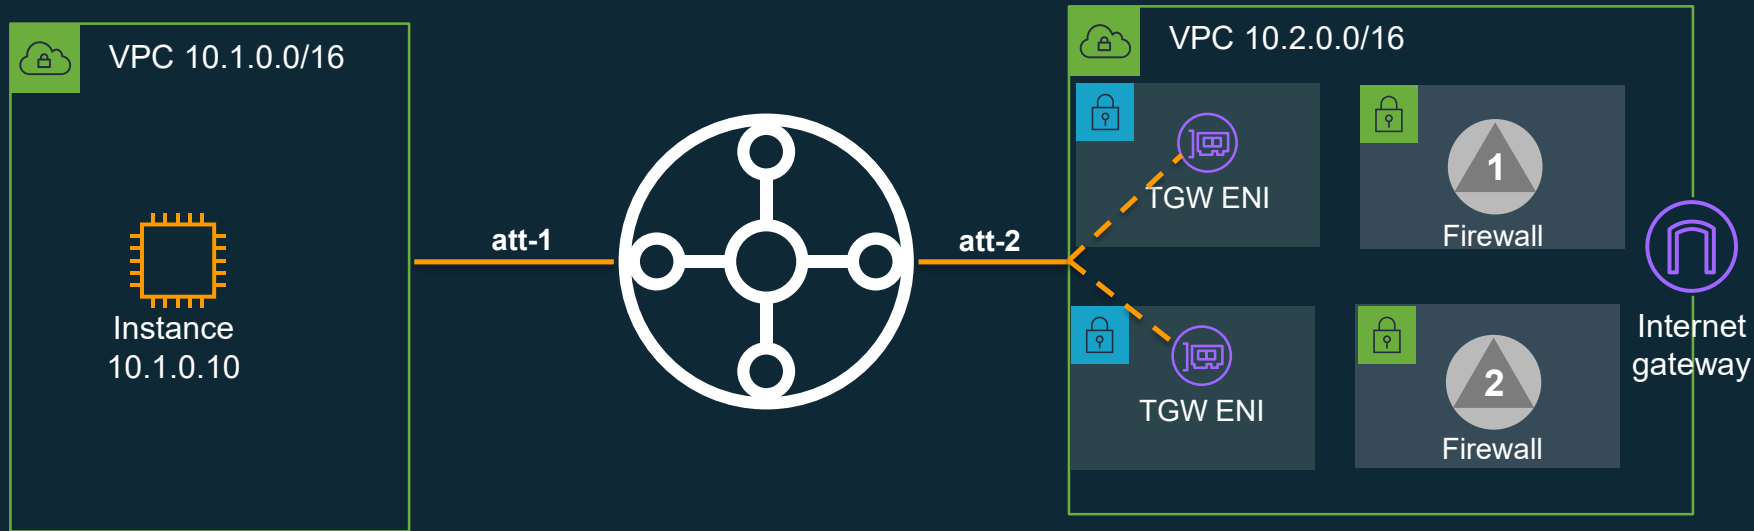 VPC 10.1.0.0/16
Instance
10.1.0.10
att-1
att-2
VPC 10.2.0.0/16
TGW ENI
1
Firewall
TGW ENI
2
Firewall
Internet
gateway